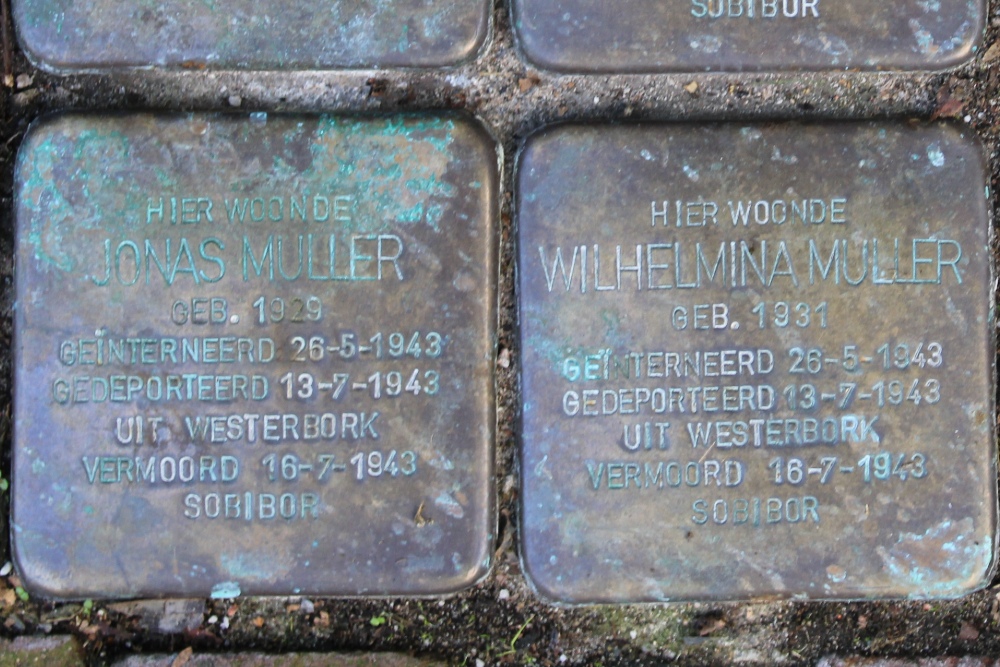 SOBIBOR
HIER WOONDE
JONAS MULLER
GEB. 1929
GEÏNTERNEERD 26-5-1943
GEDEPORTEERD 13-7-1943
UIT WESTERBORK
VERMOORD 16-7-1943
SOBIBOR
HIER WOONDE
WILHELMINA MULLER
GEB. 1931
GEÏNTERNEERD 26-5-1943
GEDEPORTEERD 13-7-1943
UIT WESTERBORK
VERMOORD 16-7-1943
SOBIBOR